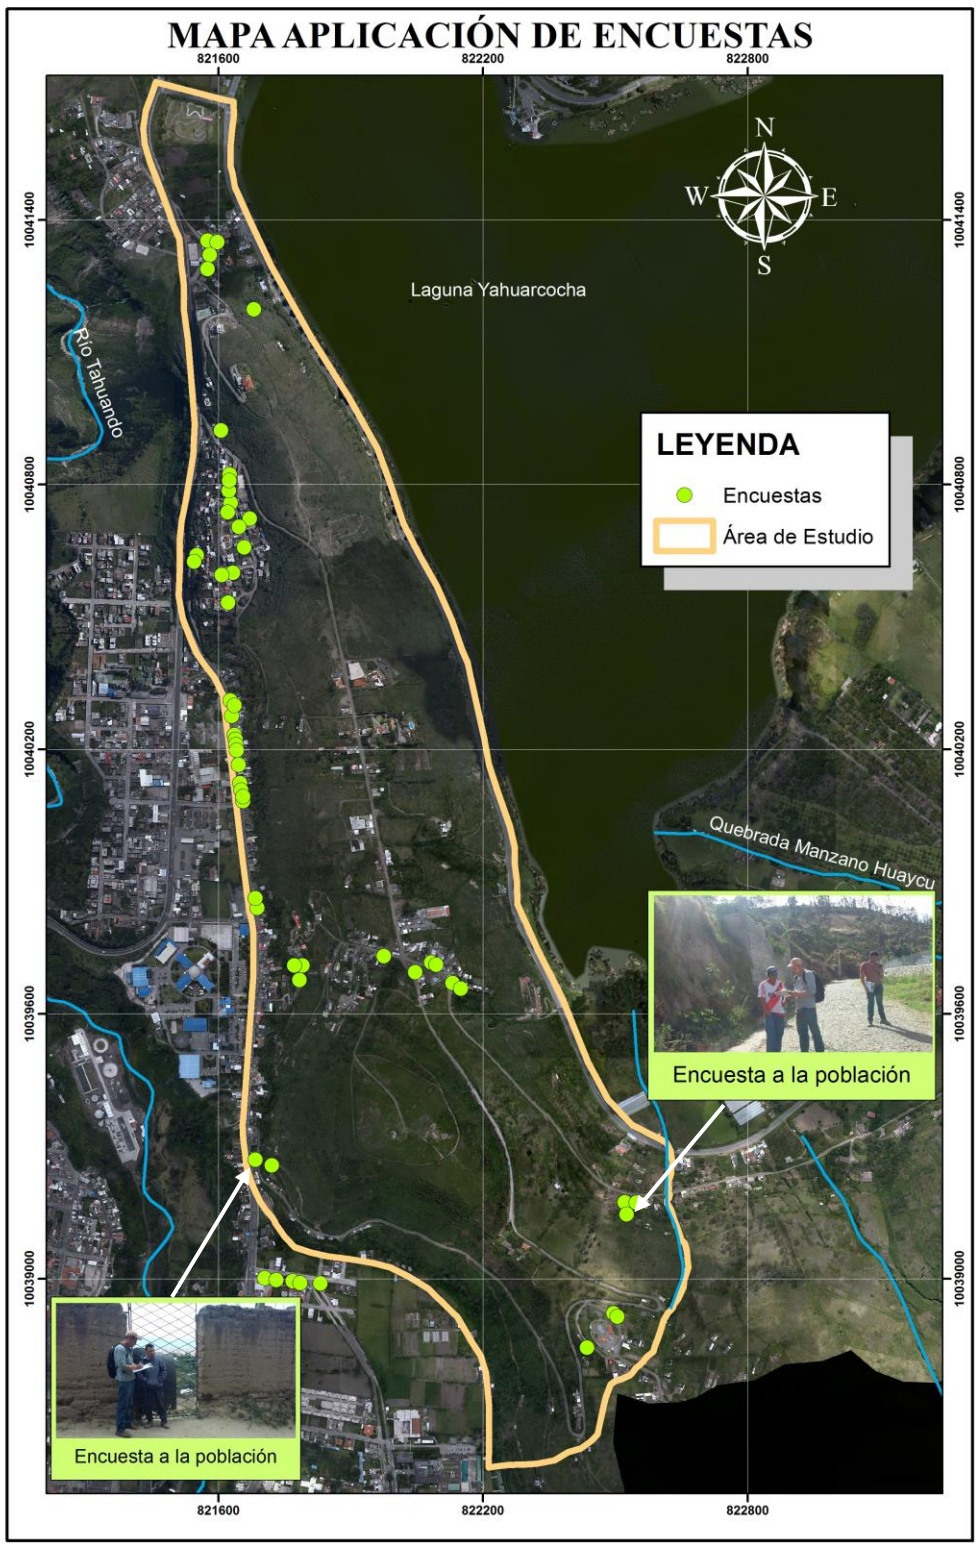 MAPA APLICACIÓN DE ENCUESTAS
821600
822200
822800
N
W
E
S
10041400
10041400
Laguna Yahuarcocha
Río Tahuando
LEYENDA
Encuestas
Área de Estudio
10040800
10040800
10040200
10040200
Quebrada Manzano Huaycu
10039600
10039600
Encuesta a la población
10039000
10039000
Encuesta a la población
821600
822200
822800